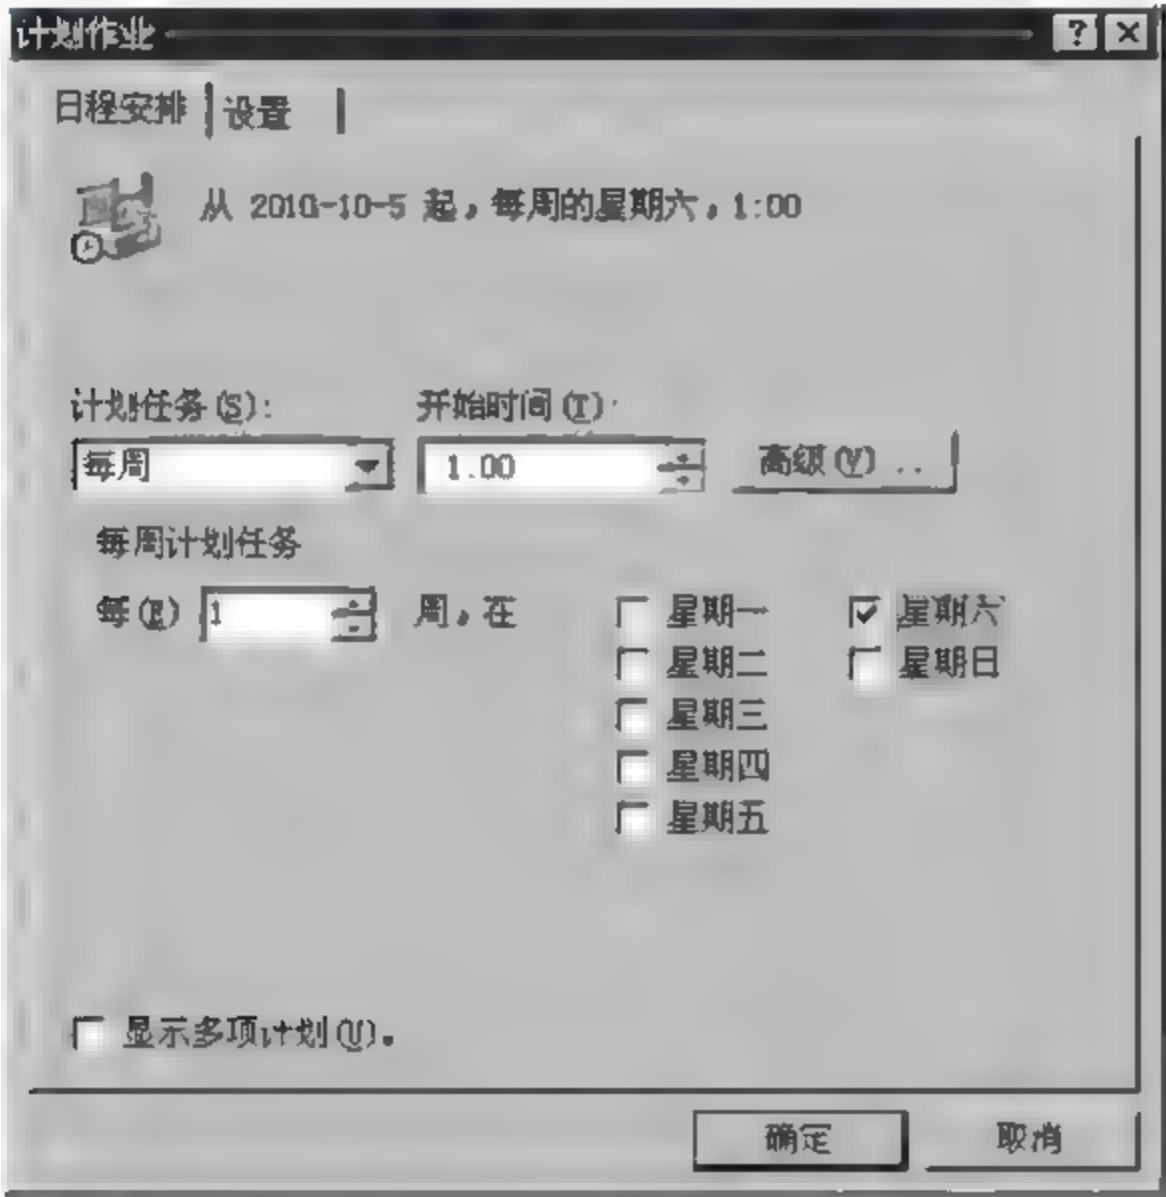 计划作业
日程安排 设置
从 2010-10-5 起，每周的星期六，1:00
计划任务(S): 开始时间(T):
每周 1.00 高级(V)...
每周计划任务
每(E) 1 周，在 星期一 星期六
星期二 星期日
星期三
星期四
星期五
显示多项计划(U)。
确定 取消